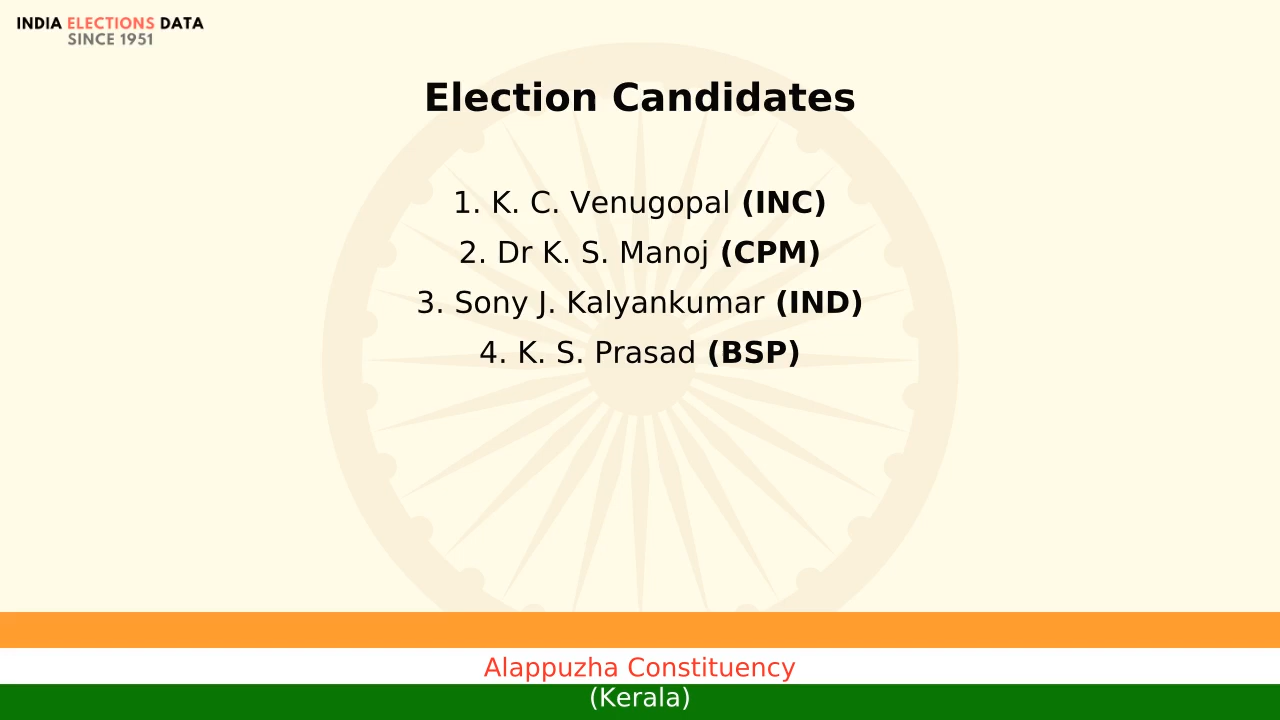 INDIA ELECTIONS DATA
SINCE 1951
Election Candidates
1. K. C. Venugopal (INC)
2. Dr K. S. Manoj (CPM)
3. Sony J. Kalyankumar (IND)
4. K. S. Prasad (BSP)
Alappuzha Constituency
(Kerala)